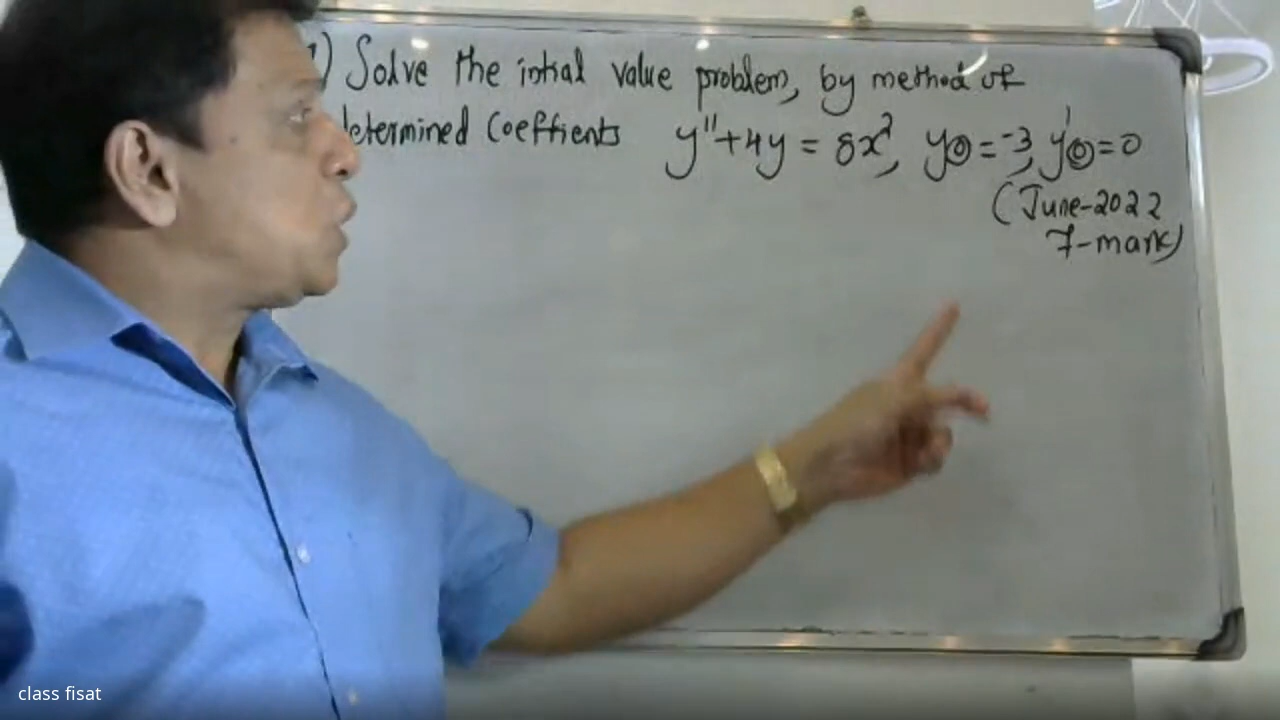 1) Solve the intial value problem, by method of
determined Coeffients y"+4y = 8x², y(0)=-3, y'(0)=0
(June-2022
7-mark)
class fisat